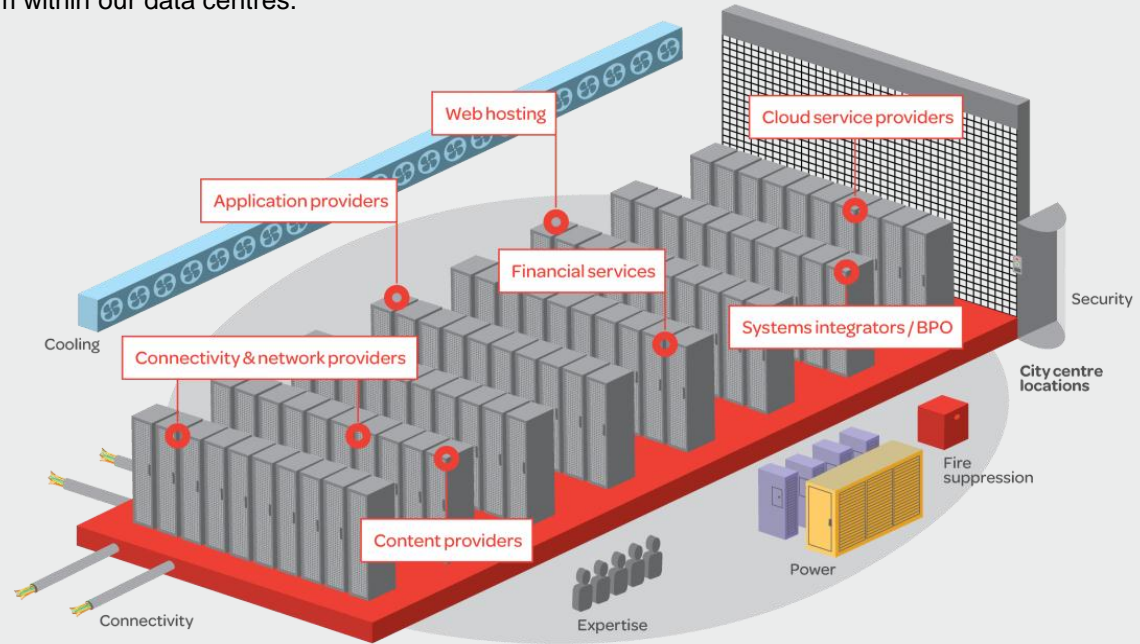 within our data centres.
Web hosting
Cloud service providers
Application providers
Financial services
Systems integrators / BPO
Security
Cooling
Connectivity & network providers
City centre
locations
Fire
suppression
Content providers
Power
Connectivity
Expertise